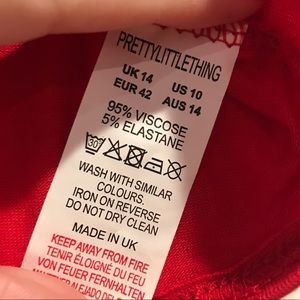 PRETTYLITTLETHING
UK 14 US 10
EUR 42 AUS 14
95% VISCOSE
5% ELASTANE
30
WASH WITH SIMILAR
COLOURS.
IRON ON REVERSE
DO NOT DRY CLEAN
MADE IN UK
KEEP AWAY FROM FIRE
TENIR ÉLOIGNÉ DU FEU
VON FEUER FERNHALTEN
ALEJADO DEL